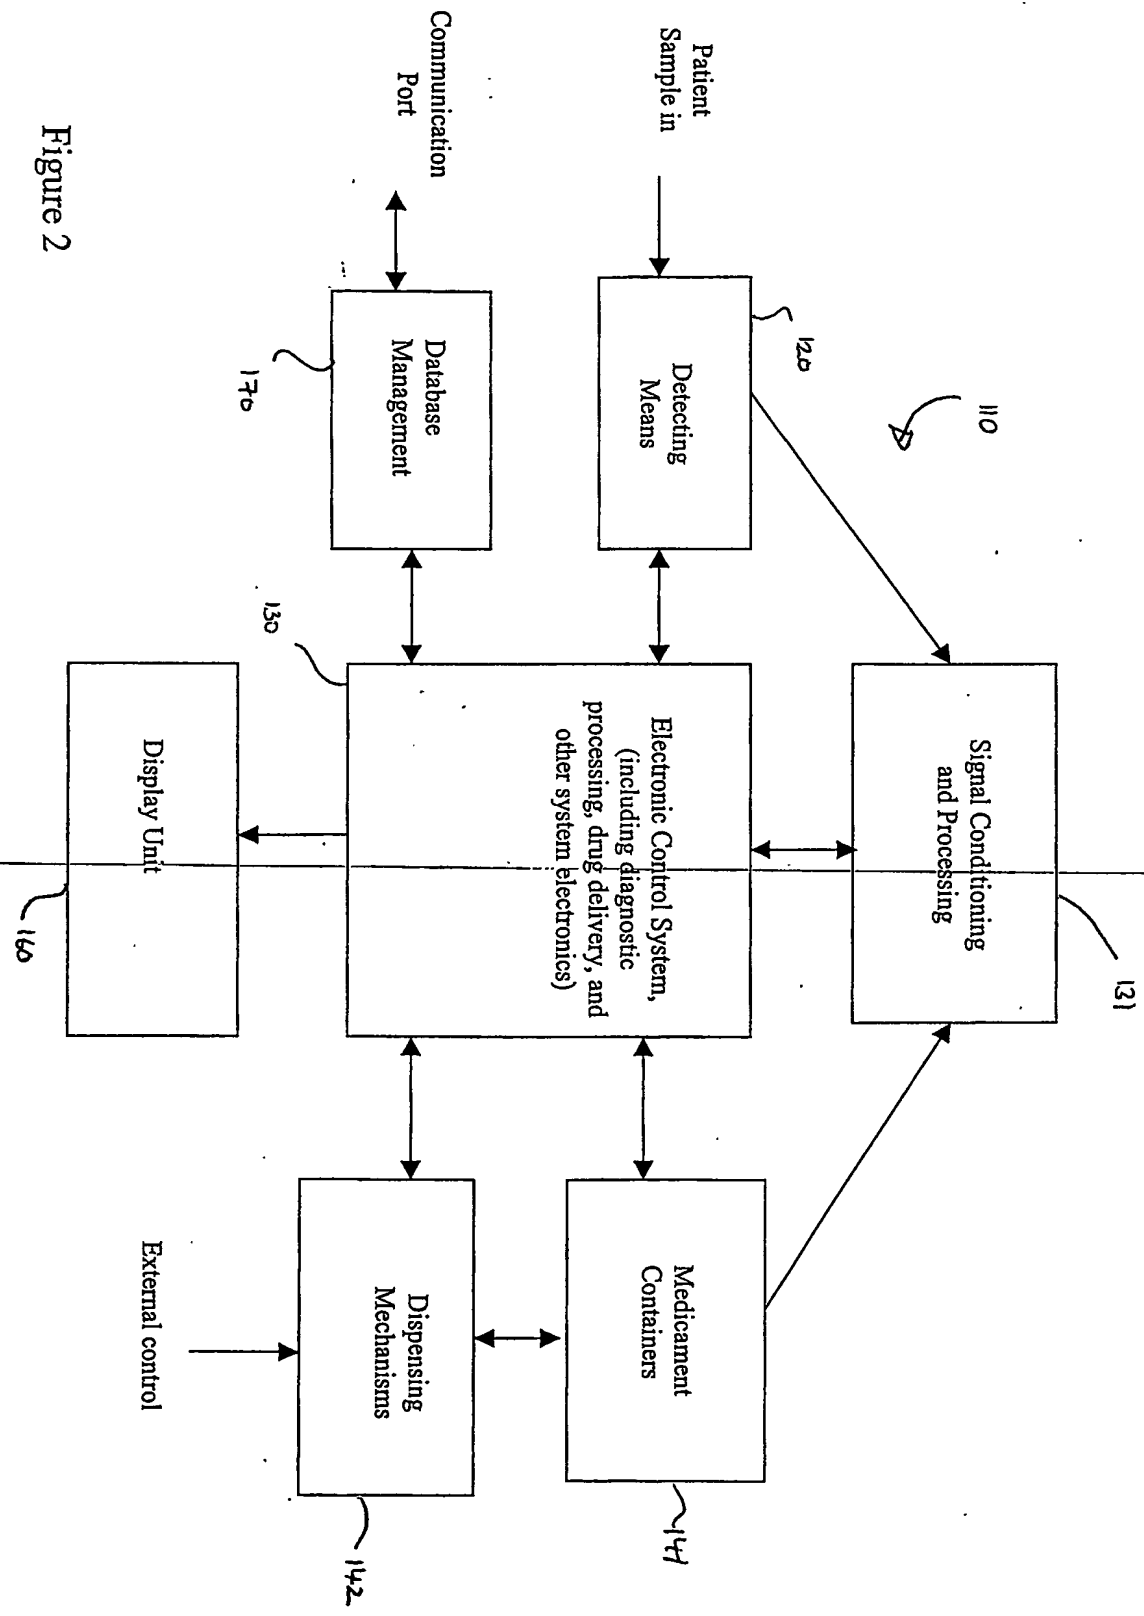 110
131
Signal Conditioning
and Processing
120
Patient
Sample in
Detecting
Means
Electronic Control System,
(including diagnostic
processing, drug delivery, and
other system electronics)
Medicament
Containers
141
130
Communication
Port
Database
Management
170
Dispensing
Mechanisms
142
Display Unit
160
External control
Figure 2